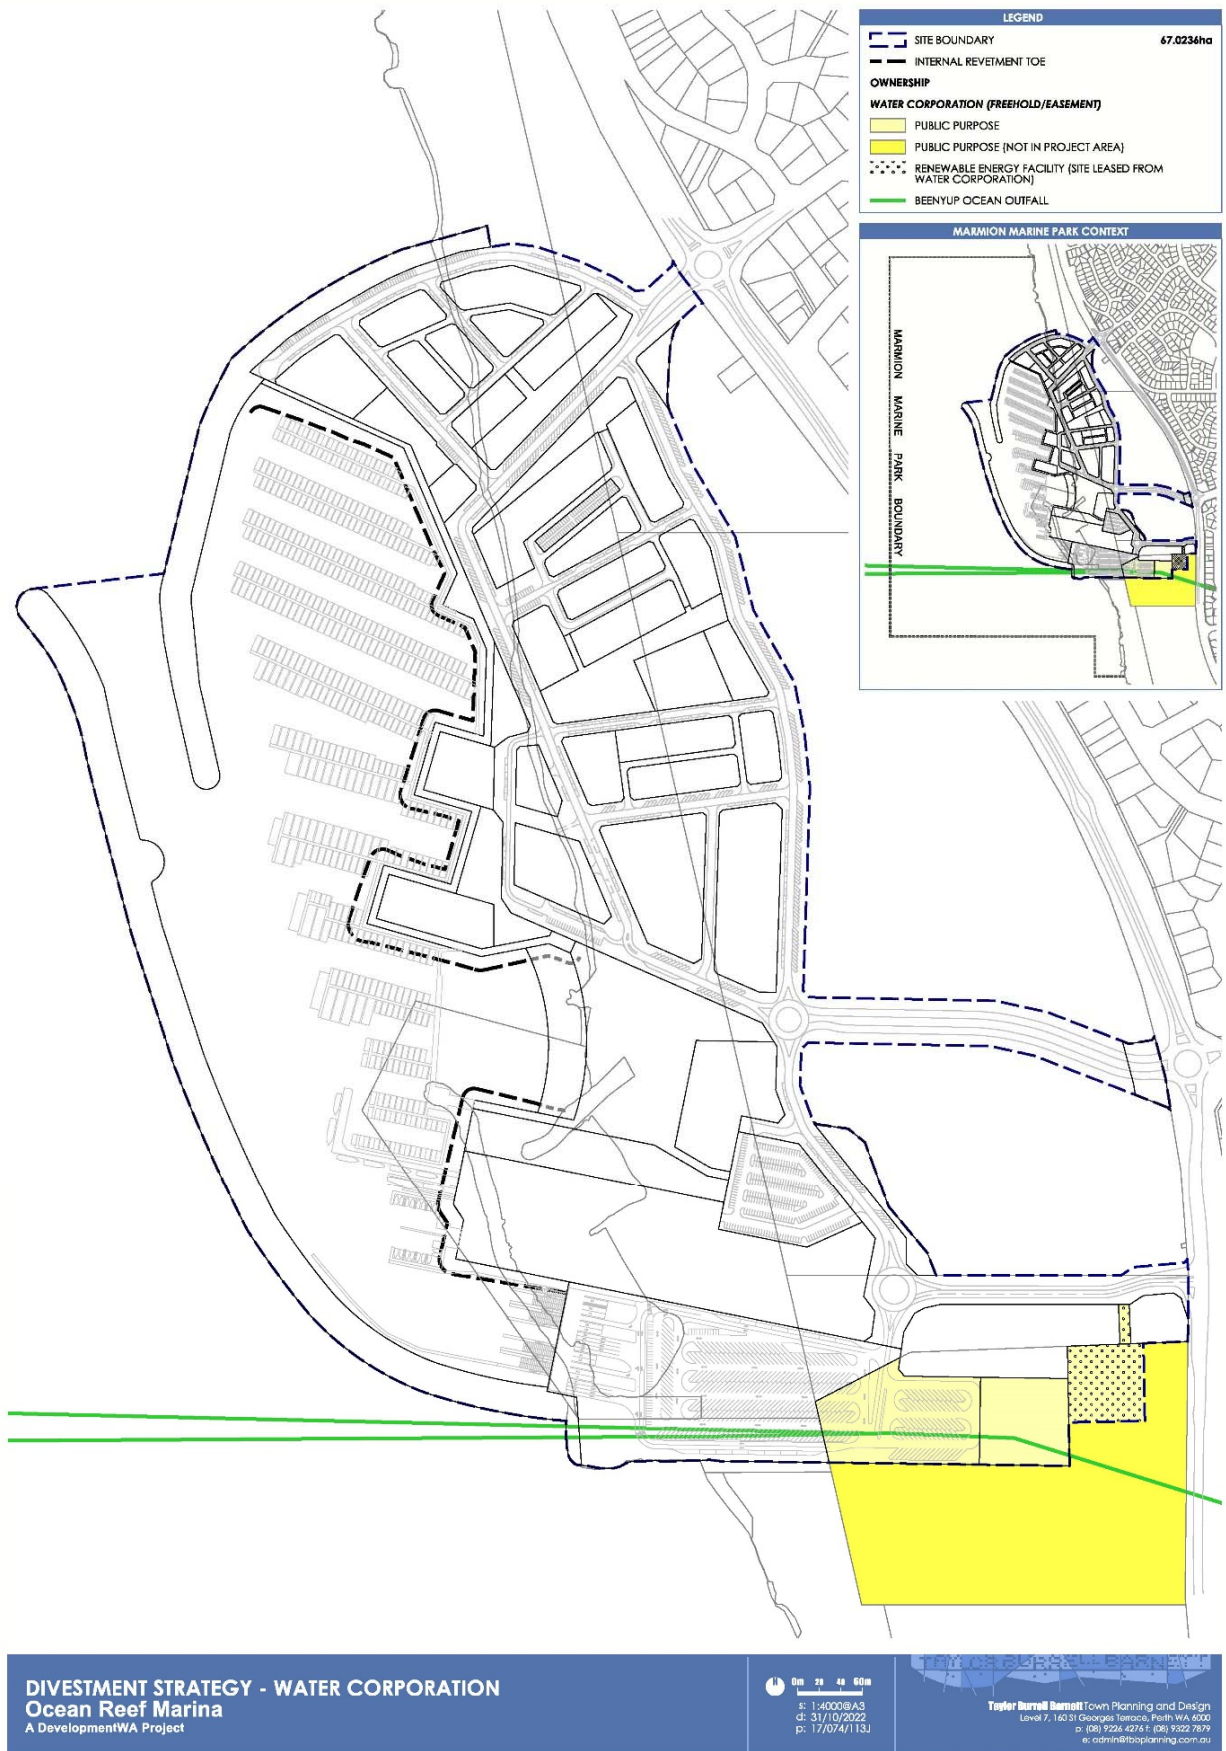 LEGEND
SITE BOUNDARY 67.0236ha
INTERNAL REVETMENT TOE
OWNERSHIP
WATER CORPORATION (FREEHOLD/EASEMENT)
PUBLIC PURPOSE
PUBLIC PURPOSE (NOT IN PROJECT AREA)
RENEWABLE ENERGY FACILITY (SITE LEASED FROM
WATER CORPORATION)
BEENYUP OCEAN OUTFALL
MARMION MARINE PARK CONTEXT
MARMION MARINE PARK BOUNDARY
DIVESTMENT STRATEGY - WATER CORPORATION
Ocean Reef Marina
A DevelopmentWA Project
0m 20 40 60m
s: 1:4000@A3
d: 31/10/2022
p: 17/074/113J
TAYLOR BURRELL BARNETT
Taylor Burrell Barnett Town Planning and Design
Level 7, 160 St Georges Terrace, Perth WA 6000
p: (08) 9226 4276 f: (08) 9322 7879
e: admin@tbbplanning.com.au